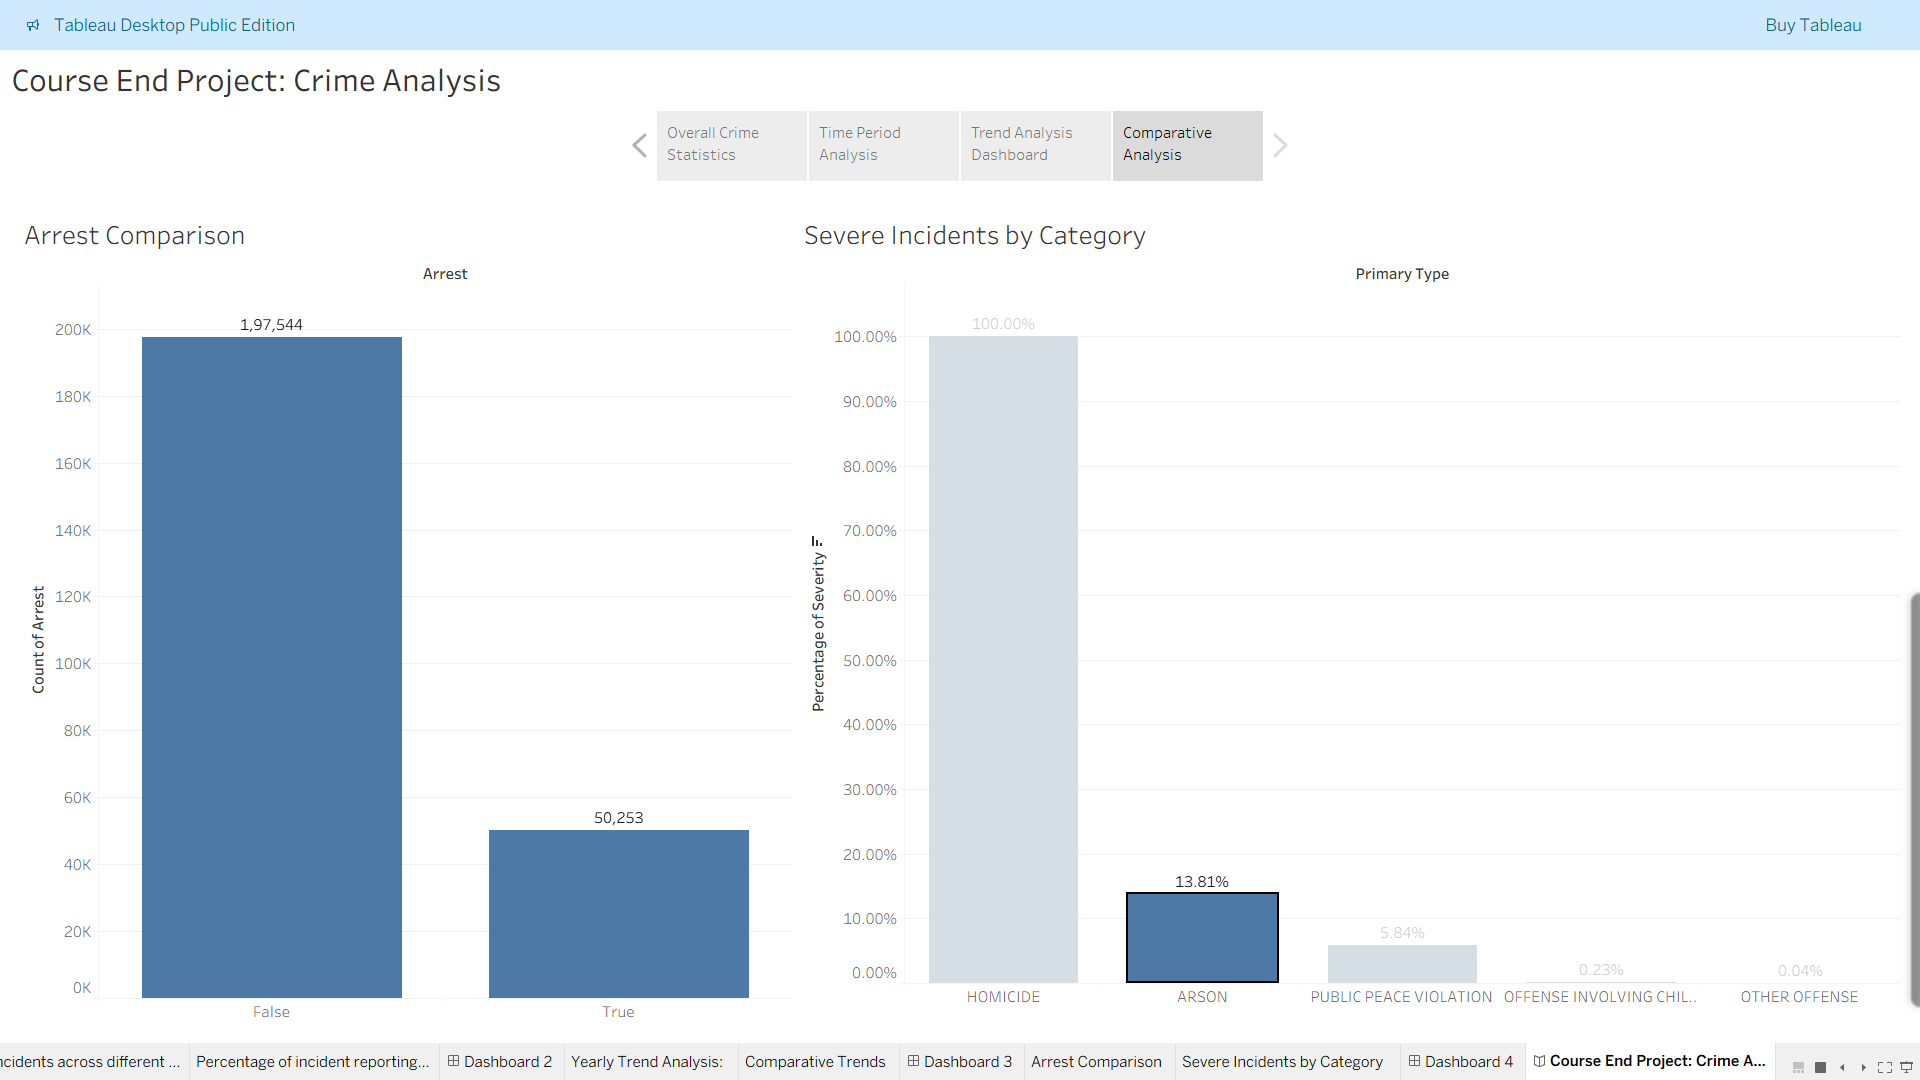 Tableau Desktop Public Edition
Buy Tableau
Course End Project: Crime Analysis
Overall Crime
Statistics
Time Period
Analysis
Trend Analysis
Dashboard
Comparative
Analysis
Arrest Comparison
Arrest
200K
180K
160K
140K
120K
100K
80K
60K
40K
20K
0K
Count of Arrest
1,97,544
50,253
False
True
Severe Incidents by Category
Primary Type
100.00%
90.00%
80.00%
70.00%
60.00%
50.00%
40.00%
30.00%
20.00%
10.00%
0.00%
Percentage of Severity
100.00%
13.81%
5.84%
0.23%
0.04%
HOMICIDE
ARSON
PUBLIC PEACE VIOLATION
OFFENSE INVOLVING CHIL..
OTHER OFFENSE
ncidents across different ...
Percentage of incident reporting...
Dashboard 2
Yearly Trend Analysis:
Comparative Trends
Dashboard 3
Arrest Comparison
Severe Incidents by Category
Dashboard 4
Course End Project: Crime A...